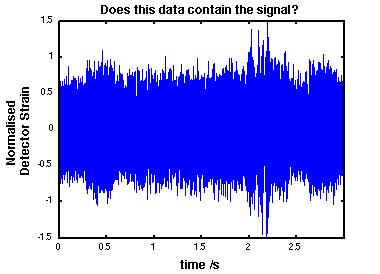 Does this data contain the signal?
1.5
1
0.5
0
-0.5
-1
-1.5
Normalised
Detector Strain
0 0.5 1 1.5 2 2.5
time /s